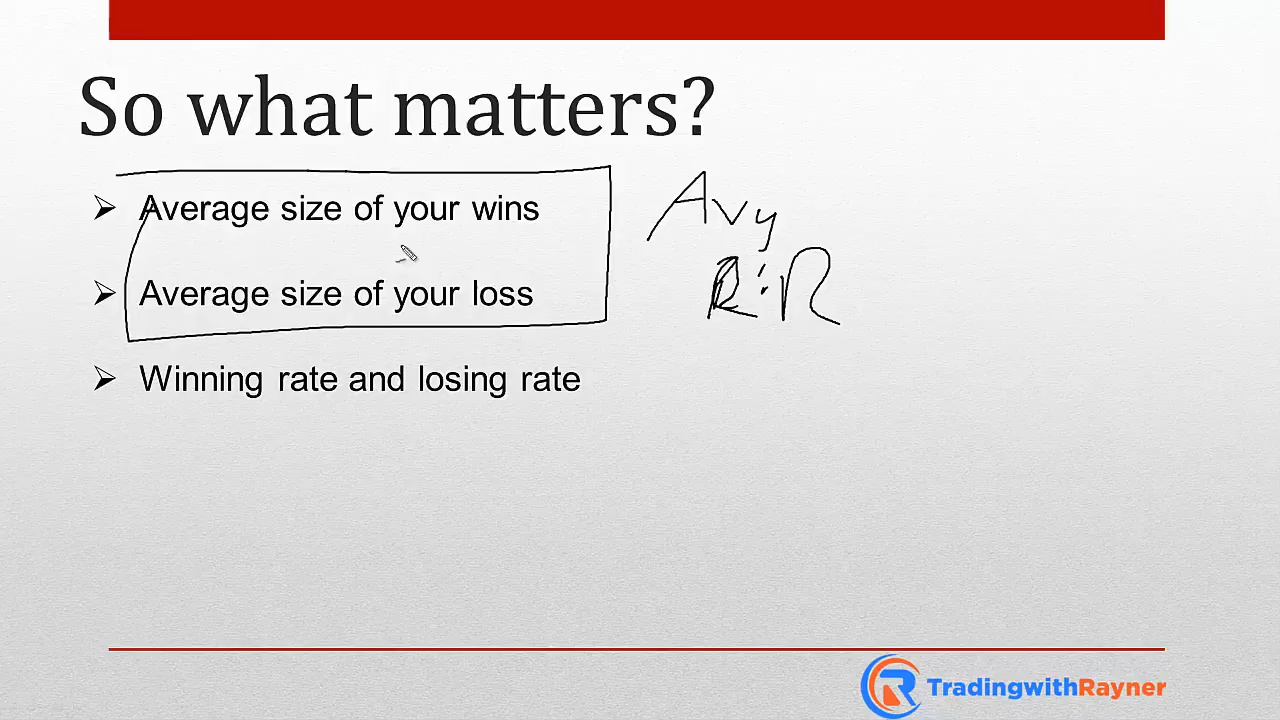 So what matters?
Average size of your wins
Average size of your loss
Winning rate and losing rate
Avg
R:R
TradingwithRayner